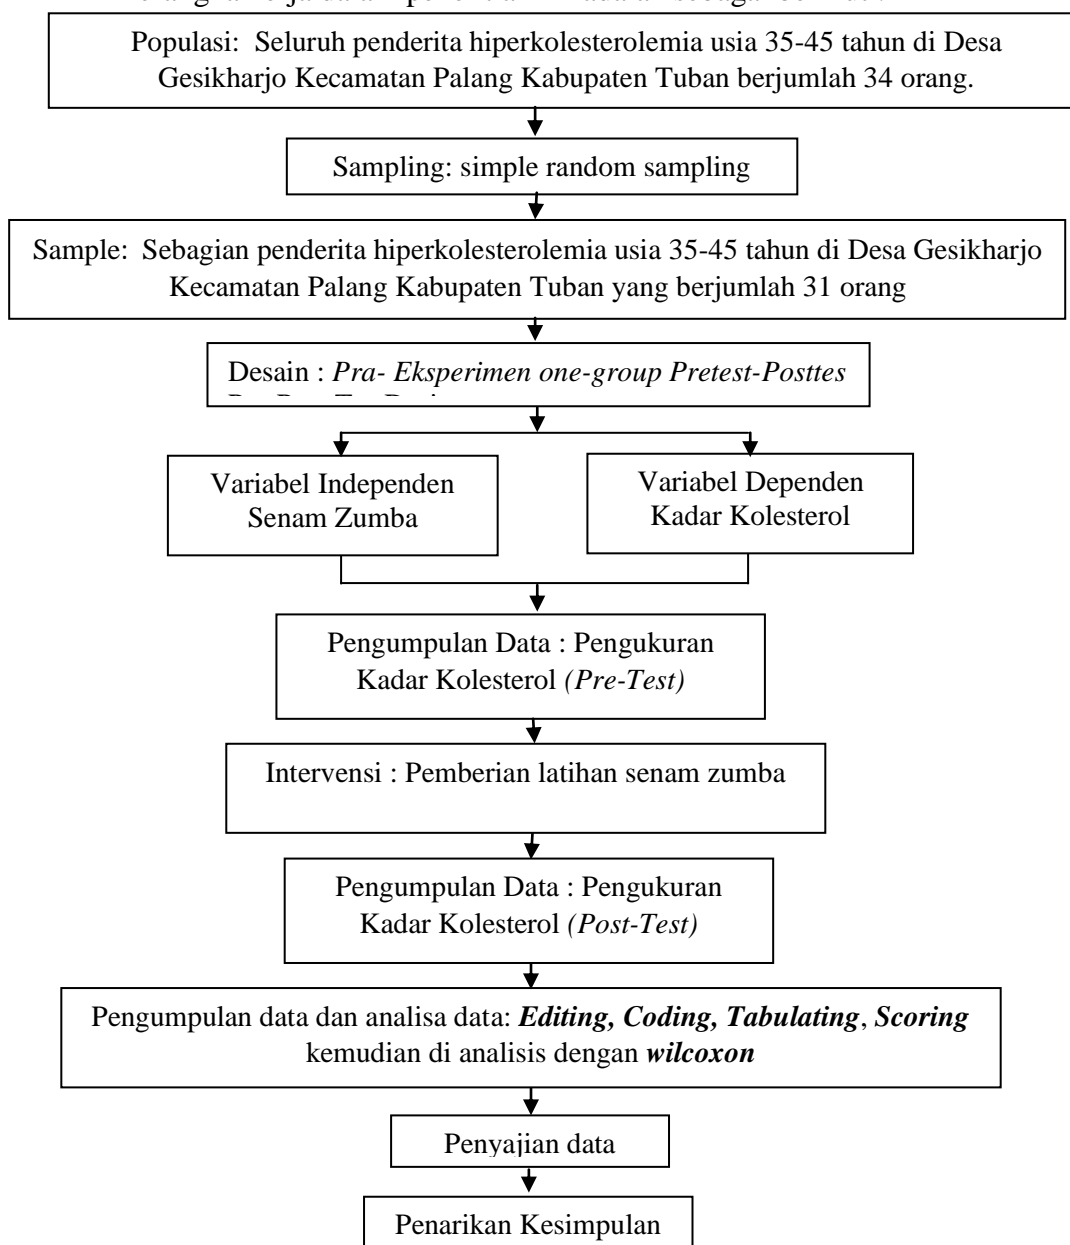 Populasi: Seluruh penderita hiperkolesterolemia usia 35-45 tahun di Desa
Gesikharjo Kecamatan Palang Kabupaten Tuban berjumlah 34 orang.
Sampling: simple random sampling
Sample: Sebagian penderita hiperkolesterolemia usia 35-45 tahun di Desa Gesikharjo
Kecamatan Palang Kabupaten Tuban yang berjumlah 31 orang
Desain : Pra- Eksperimen one-group Pretest-Posttes
Variabel Independen
Senam Zumba
Variabel Dependen
Kadar Kolesterol
Pengumpulan Data : Pengukuran
Kadar Kolesterol (Pre-Test)
Intervensi : Pemberian latihan senam zumba
Pengumpulan Data : Pengukuran
Kadar Kolesterol (Post-Test)
Pengumpulan data dan analisa data: Editing, Coding, Tabulating, Scoring
kemudian di analisis dengan wilcoxon
Penyajian data
Penarikan Kesimpulan